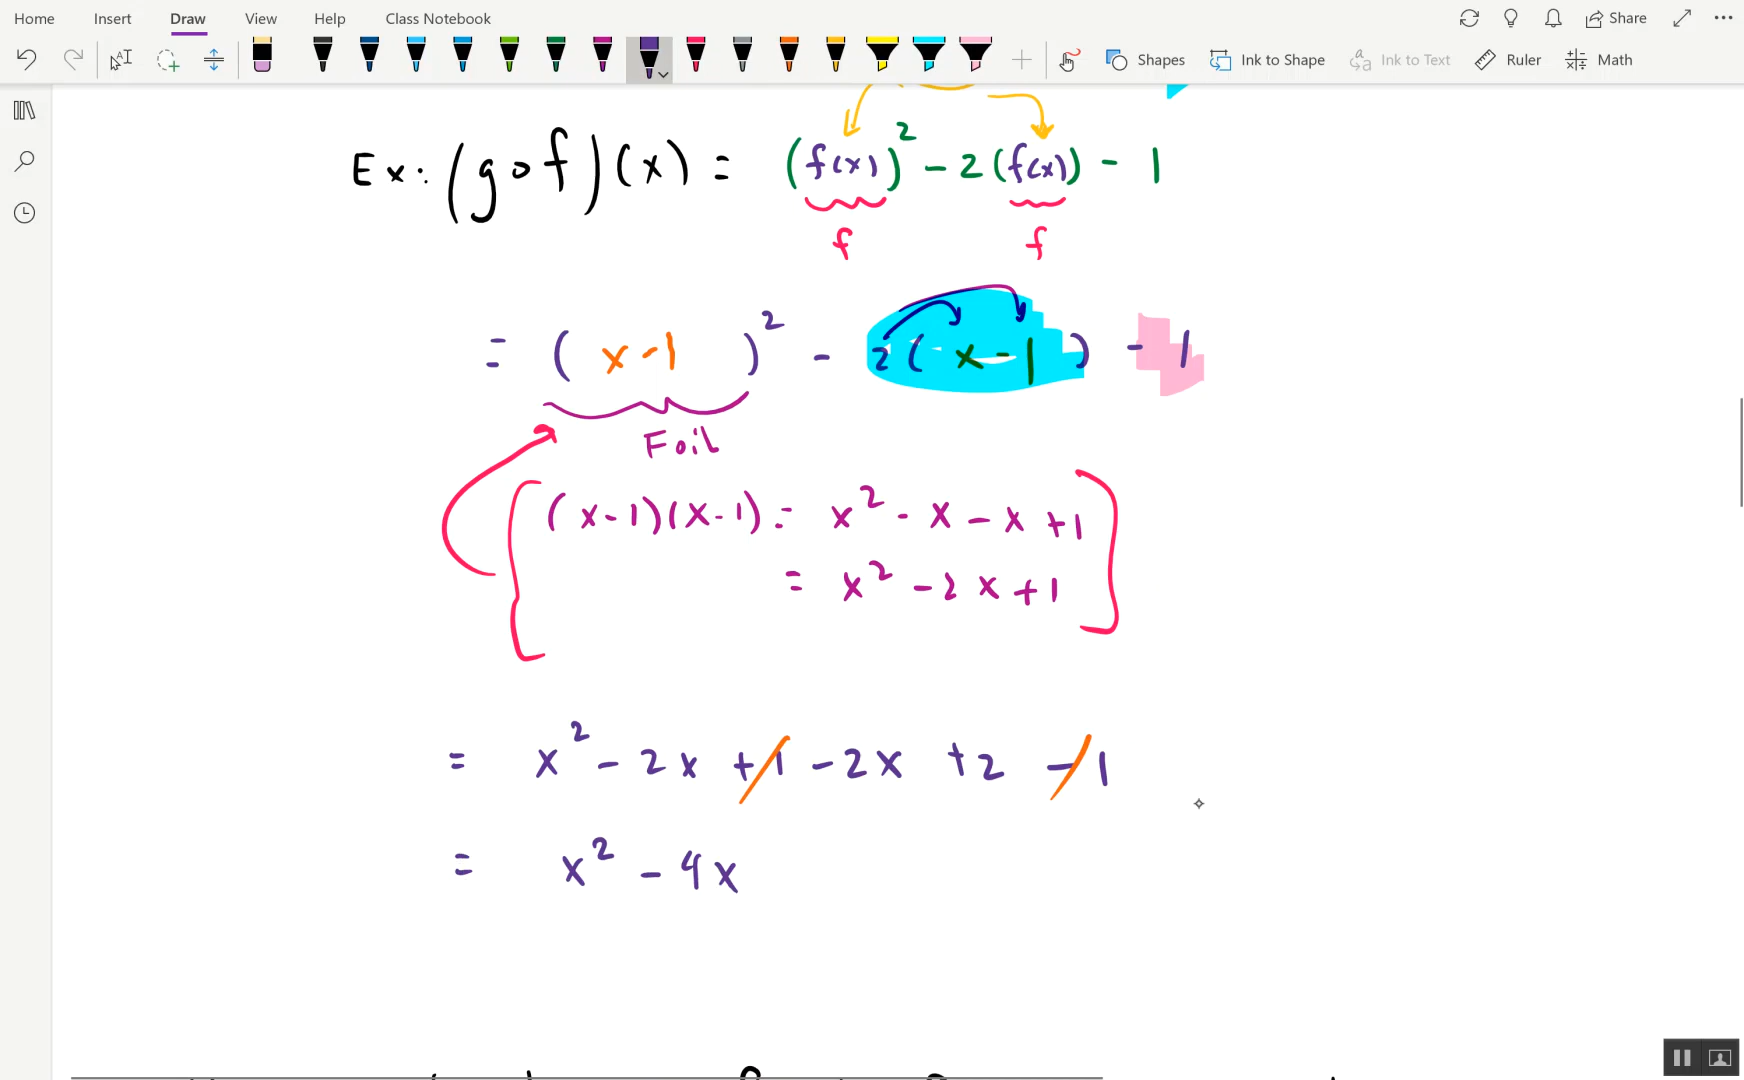 Home Insert Draw View Help Class Notebook Share
Shapes Ink to Shape Ink to Text Ruler Math
Ex: (g∘f)(x) = (f(x))² - 2(f(x)) - 1
f f
= (x-1)² - 2(x-1) - 1
Foil
(x-1)(x-1) = x² - x - x + 1
= x² - 2x + 1
= x² - 2x + 1 - 2x + 2 - 1
= x² - 4x